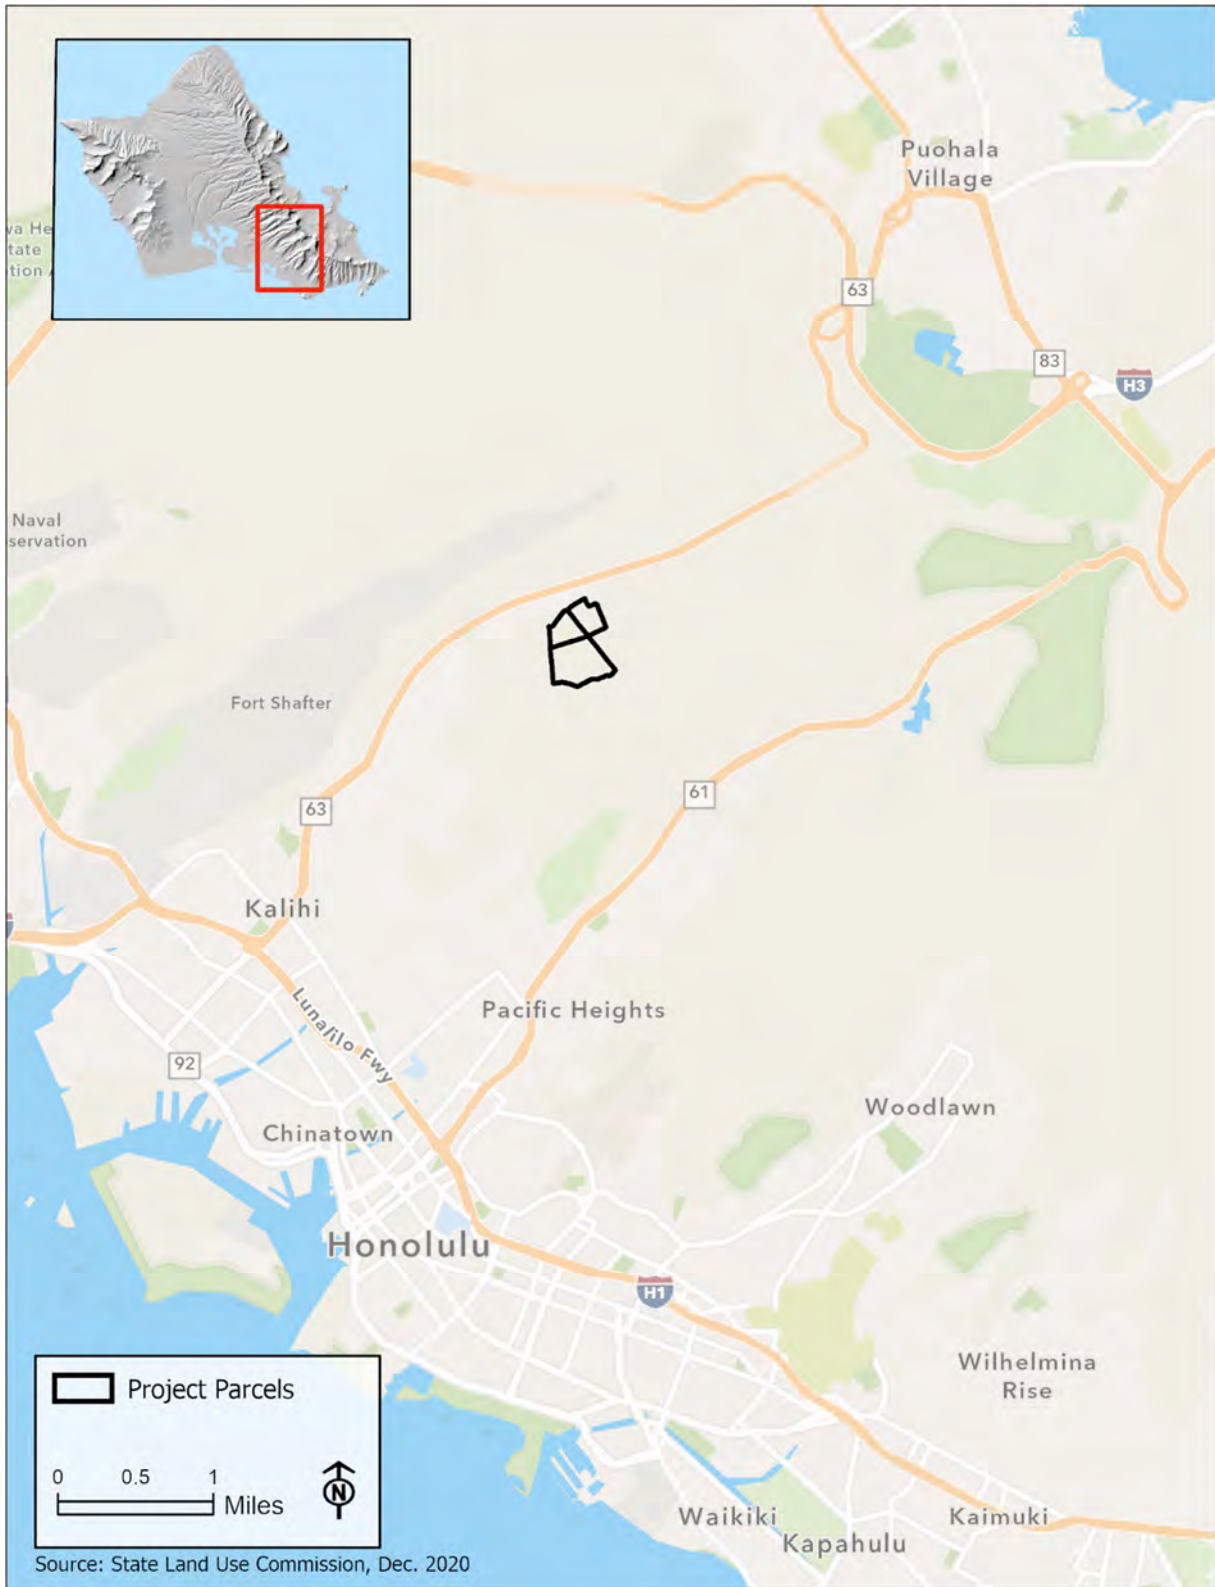 Puohala
Village
State
63
83
H3
Naval
Fort Shafter
63
61
Kalihi
Lunalilo Fwy
Pacific Heights
92
Woodlawn
Chinatown
Honolulu
H1
Wilhelmina
Rise
Project Parcels
0 0.5 1
Miles
N
Waikiki
Kaimuki
Kapahulu
Source: State Land Use Commission, Dec. 2020